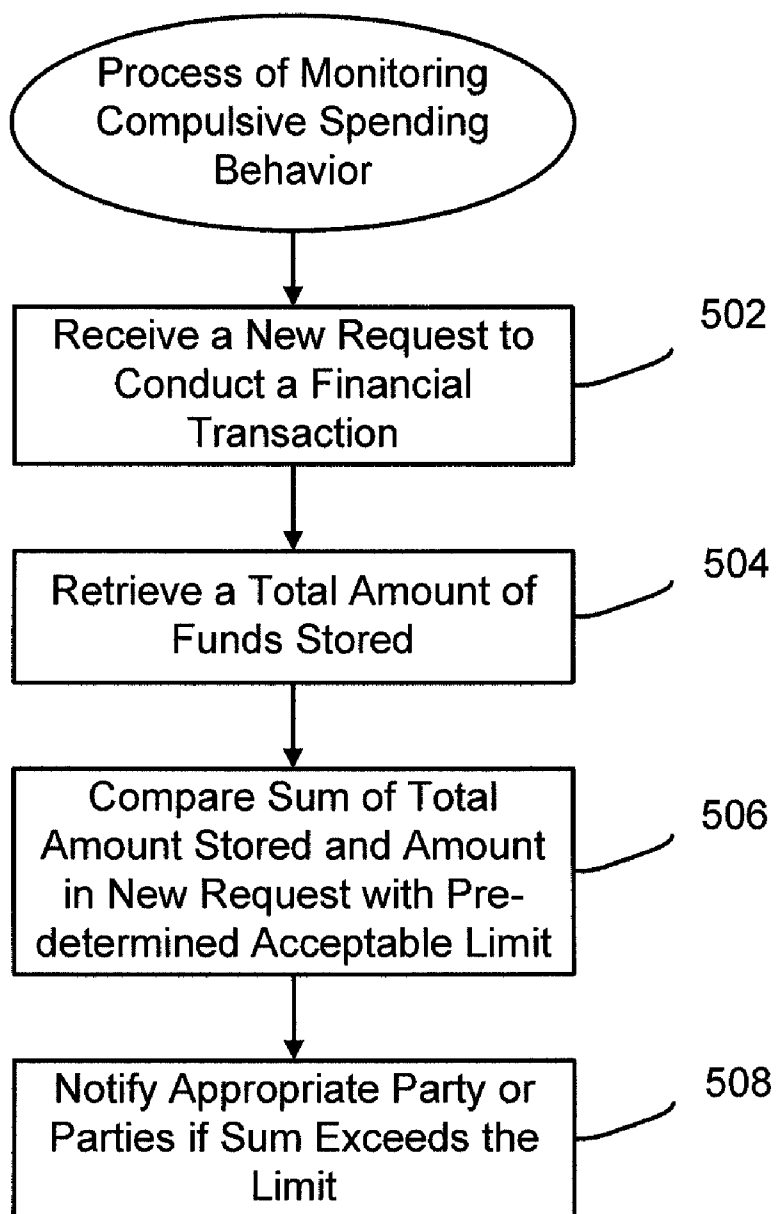 Process of Monitoring
Compulsive Spending
Behavior
502
Receive a New Request to
Conduct a Financial
Transaction
504
Retrieve a Total Amount of
Funds Stored
506
Compare Sum of Total
Amount Stored and Amount
in New Request with Pre-
determined Acceptable Limit
508
Notify Appropriate Party or
Parties if Sum Exceeds the
Limit